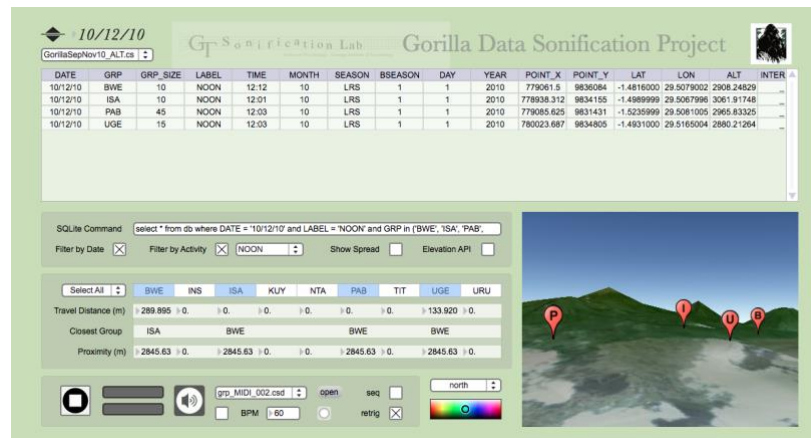 10/12/10
GorillaSepNov10_ALT.cs
Sonification Lab
Gorilla Data Sonification Project
DATE GRP GRP_SIZE LABEL TIME MONTH SEASON BSEASON DAY YEAR POINT_X POINT_Y LAT LON ALT INTER
10/12/10 BWE 10 NOON 12:12 10 LRS 1 1 2010 779061.5 9836084 -1.4816000 29.5079002 2908.24829
10/12/10 ISA 10 NOON 12:01 10 LRS 1 1 2010 778938.312 9834155 -1.4989999 29.5067996 3061.91748
10/12/10 PAB 45 NOON 12:03 10 LRS 1 1 2010 779085.625 9831431 -1.5235999 29.5081005 2965.83325
10/12/10 UGE 15 NOON 12:03 10 LRS 1 1 2010 780023.687 9834805 -1.4931000 29.5165004 2880.21264
SQLite Command select * from db where DATE = '10/12/10' and LABEL = 'NOON' and GRP in ('BWE', 'ISA', 'PAB',
Filter by Date Filter by Activity NOON Show Spread Elevation API
Select All BWE INS ISA KUY NTA PAB TIT UGE URU
Travel Distance (m) 289.895 0. 0. 0. 0. 0. 0. 133.920 0.
Closest Group ISA BWE BWE BWE
Proximity (m) 2845.63 0. 2845.63 0. 0. 2845.63 0. 2845.63 0.
grp_MIDI_002.csd open seq
BPM 60 retrig
north
P I U B